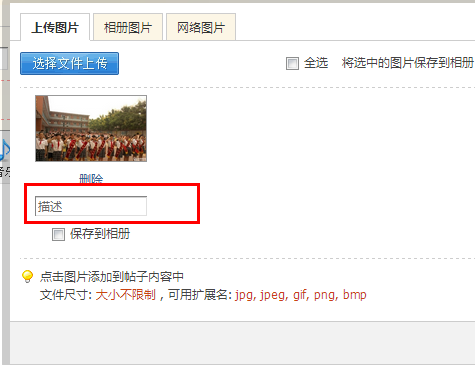 上传图片 相册图片 网络图片
选择文件上传 全选 将选中的图片保存到相册
删除
描述
保存到相册
点击图片添加到帖子内容中
文件尺寸: 大小不限制 , 可用扩展名: jpg, jpeg, gif, png, bmp